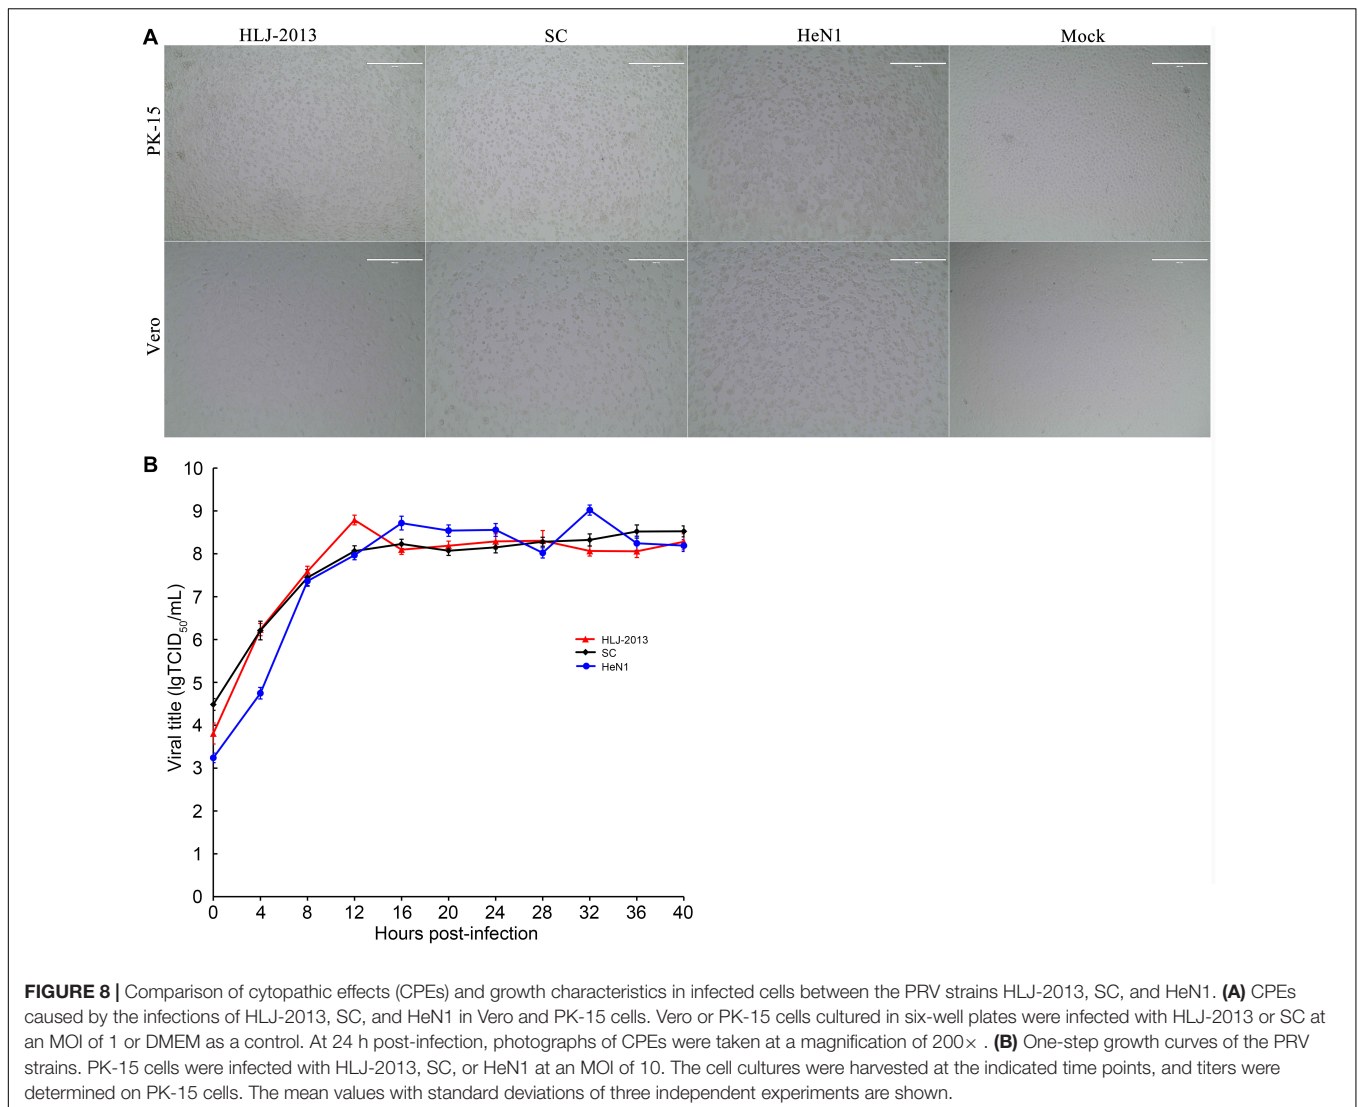 A
HLJ-2013
SC
HeN1
Mock
PK-15
Vero
B
10
9
8
7
6
5
4
3
2
1
0
Viral title (lgTCID50/mL)
HLJ-2013
SC
HeN1
0 4 8 12 16 20 24 28 32 36 40
Hours post-infection
FIGURE 8 | Comparison of cytopathic effects (CPEs) and growth characteristics in infected cells between the PRV strains HLJ-2013, SC, and HeN1. (A) CPEs
caused by the infections of HLJ-2013, SC, and HeN1 in Vero and PK-15 cells. Vero or PK-15 cells cultured in six-well plates were infected with HLJ-2013 or SC at
an MOI of 1 or DMEM as a control. At 24 h post-infection, photographs of CPEs were taken at a magnification of 200× . (B) One-step growth curves of the PRV
strains. PK-15 cells were infected with HLJ-2013, SC, or HeN1 at an MOI of 10. The cell cultures were harvested at the indicated time points, and titers were
determined on PK-15 cells. The mean values with standard deviations of three independent experiments are shown.